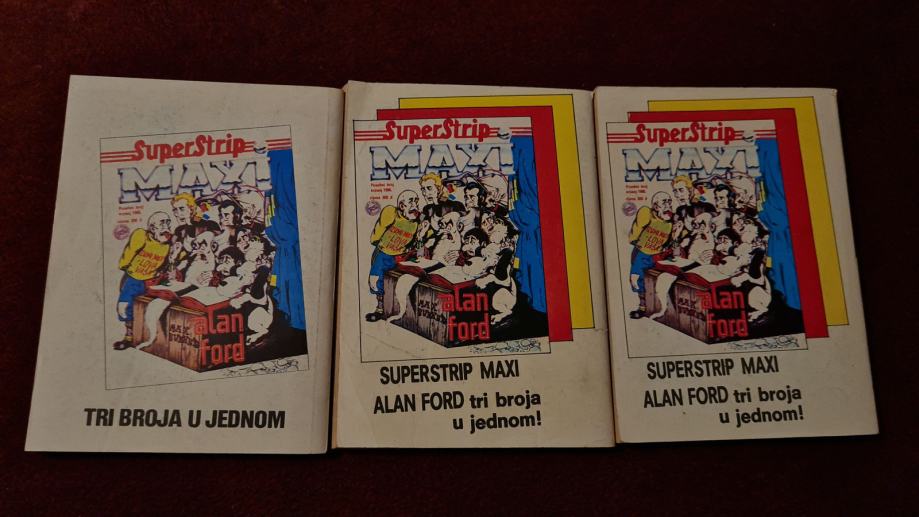 SuperStrip
MAXI
alan
ford
TRI BROJA U JEDNOM
SuperStrip
MAXI
alan
ford
SUPERSTRIP MAXI
ALAN FORD tri broja
u jednom!
SuperStrip
MAXI
alan
ford
SUPERSTRIP MAXI
ALAN FORD tri broja
u jednom!